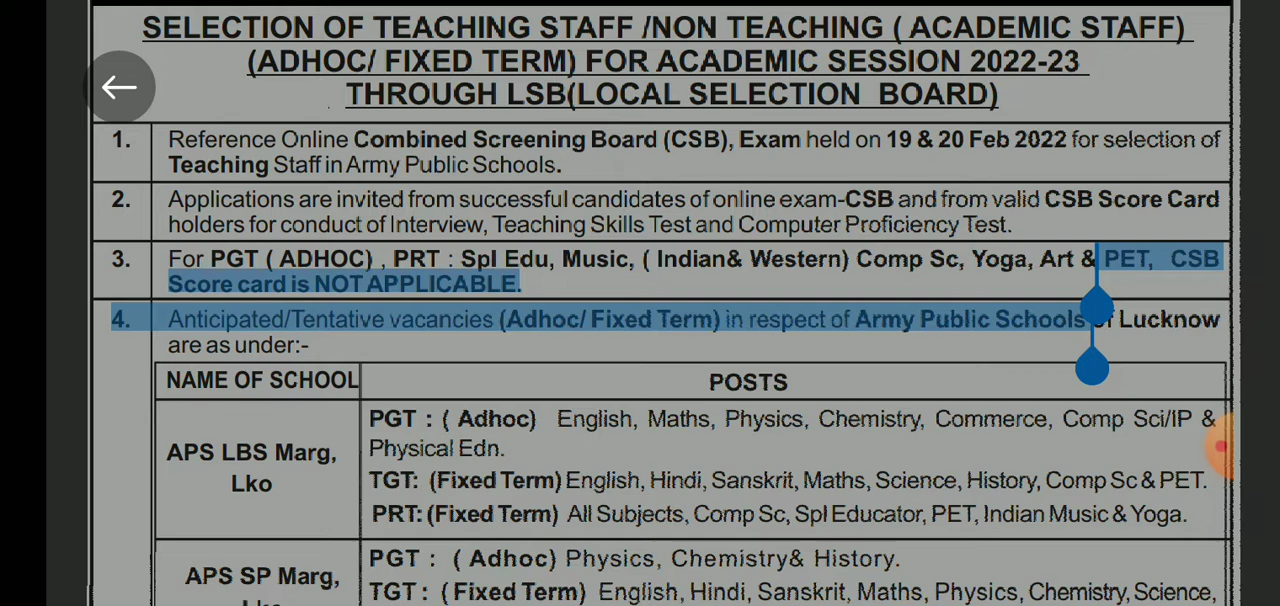 SELECTION OF TEACHING STAFF /NON TEACHING ( ACADEMIC STAFF)
(ADHOC/ FIXED TERM) FOR ACADEMIC SESSION 2022-23
THROUGH LSB(LOCAL SELECTION BOARD)
1. Reference Online Combined Screening Board (CSB), Exam held on 19 & 20 Feb 2022 for selection of
Teaching Staff in Army Public Schools.
2. Applications are invited from successful candidates of online exam-CSB and from valid CSB Score Card
holders for conduct of Interview, Teaching Skills Test and Computer Proficiency Test.
3. For PGT ( ADHOC) , PRT : Spl Edu, Music, ( Indian& Western) Comp Sc, Yoga, Art & PET, CSB
Score card is NOT APPLICABLE.
4. Anticipated/Tentative vacancies (Adhoc/ Fixed Term) in respect of Army Public Schools of Lucknow
are as under:-
NAME OF SCHOOL POSTS
APS LBS Marg,
Lko
PGT : ( Adhoc) English, Maths, Physics, Chemistry, Commerce, Comp Sci/IP &
Physical Edn.
TGT: (Fixed Term) English, Hindi, Sanskrit, Maths, Science, History, Comp Sc & PET.
PRT: (Fixed Term) All Subjects, Comp Sc, Spl Educator, PET, Indian Music & Yoga.
APS SP Marg,
PGT : ( Adhoc) Physics, Chemistry& History.
TGT : ( Fixed Term) English, Hindi, Sanskrit, Maths, Physics, Chemistry, Science,